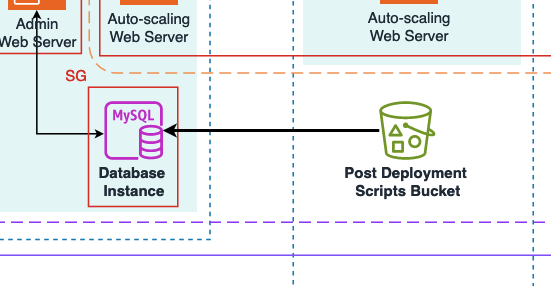 Admin
Web Server
Auto-scaling
Web Server
Auto-scaling
Web Server
SG
MySQL
Database
Instance
Post Deployment
Scripts Bucket